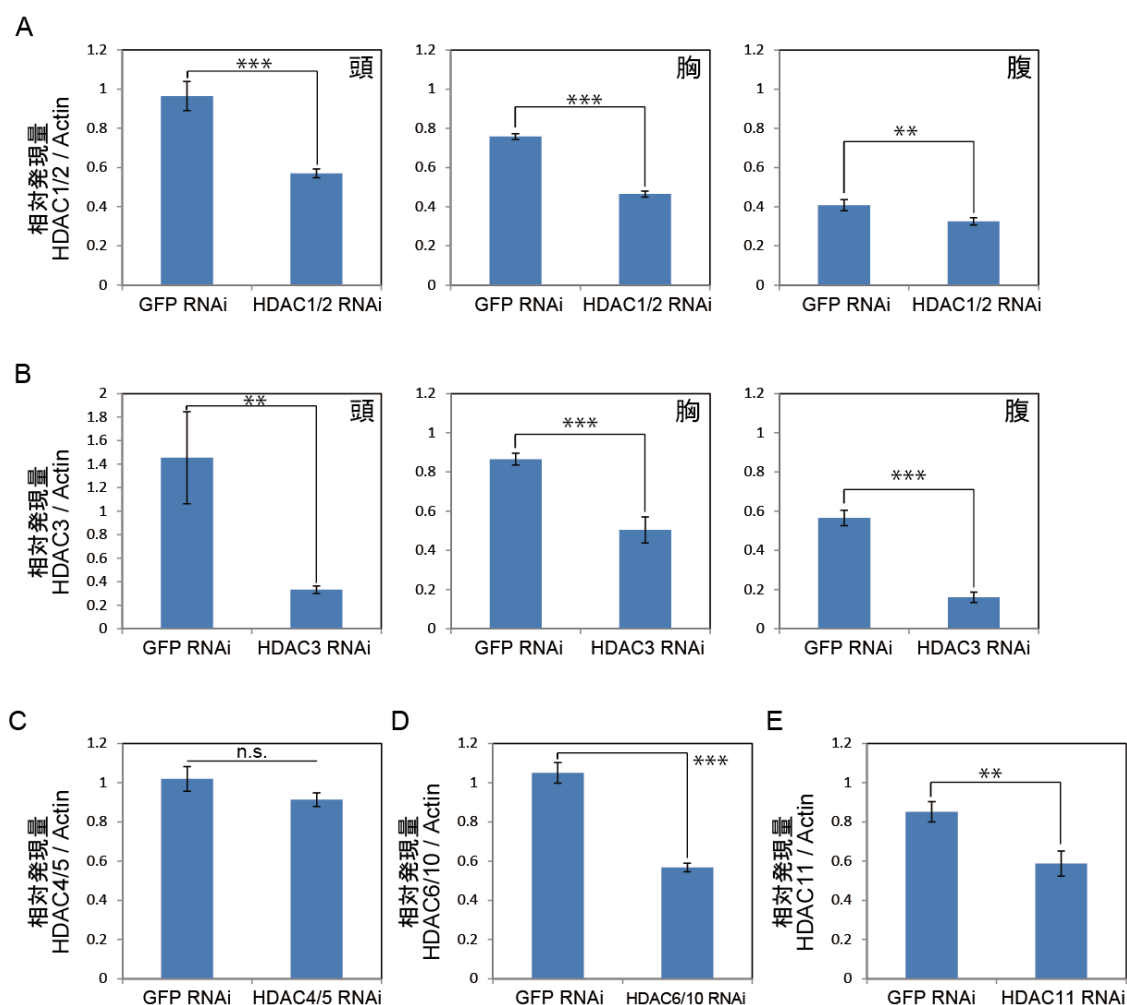 A
相対発現量
HDAC1/2 / Actin
1.2
1
0.8
0.6
0.4
0.2
0
***
頭
GFP RNAi
HDAC1/2 RNAi
1.2
1
0.8
0.6
0.4
0.2
0
***
胸
GFP RNAi
HDAC1/2 RNAi
1.2
1
0.8
0.6
0.4
0.2
0
**
腹
GFP RNAi
HDAC1/2 RNAi
B
相対発現量
HDAC3 / Actin
2
1.8
1.6
1.4
1.2
1
0.8
0.6
0.4
0.2
0
**
頭
GFP RNAi
HDAC3 RNAi
1.2
1
0.8
0.6
0.4
0.2
0
***
胸
GFP RNAi
HDAC3 RNAi
1.2
1
0.8
0.6
0.4
0.2
0
***
腹
GFP RNAi
HDAC3 RNAi
C
相対発現量
HDAC4/5 / Actin
1.2
1
0.8
0.6
0.4
0.2
0
n.s.
GFP RNAi
HDAC4/5 RNAi
D
相対発現量
HDAC6/10 / Actin
1.2
1
0.8
0.6
0.4
0.2
0
***
GFP RNAi
HDAC6/10 RNAi
E
相対発現量
HDAC11 / Actin
1.2
1
0.8
0.6
0.4
0.2
0
**
GFP RNAi
HDAC11 RNAi